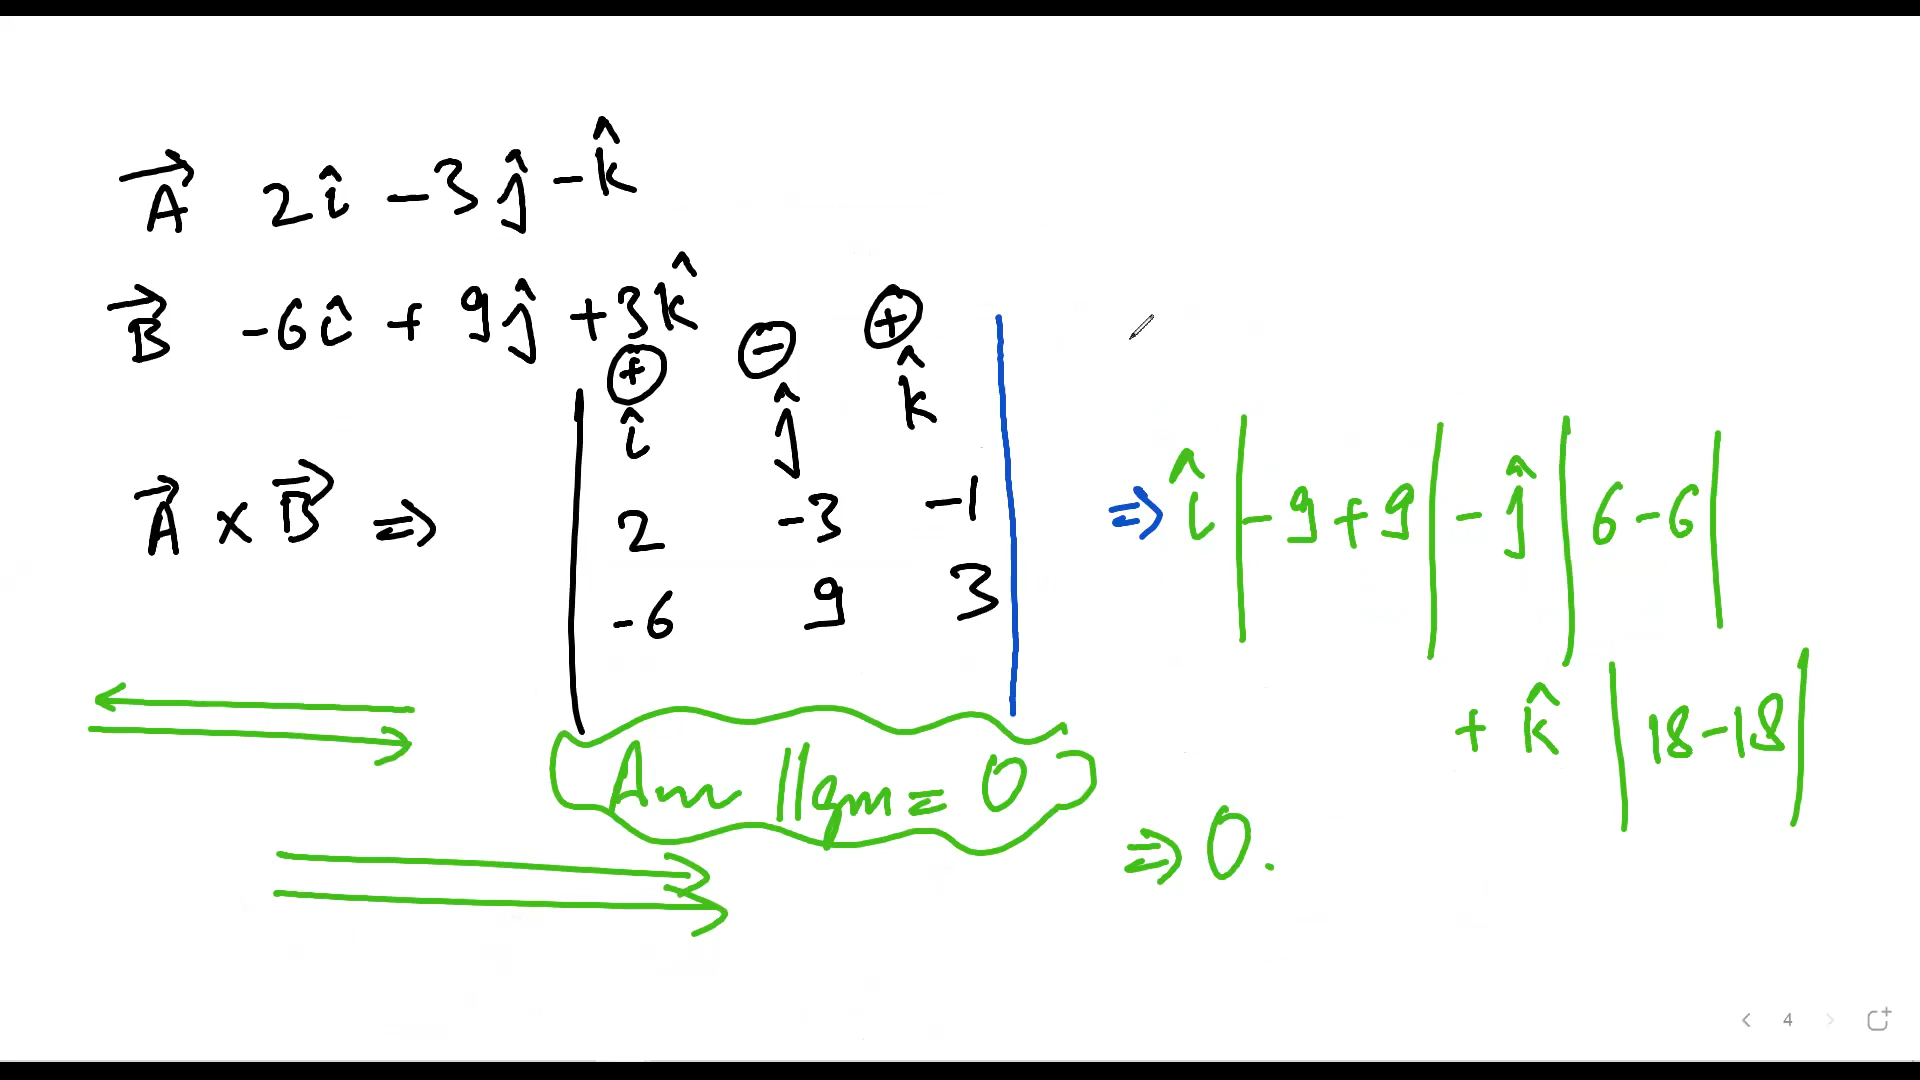 A⃗ 2î - 3ĵ - k̂
B⃗ -6î + 9ĵ + 3k̂
⊕ ⊖ ⊕
î ĵ k̂
A⃗ × B⃗ ⇒
2 -3 -1
-6 9 3
⇒ î |-9+9| - ĵ |6-6|
+ k̂ |18-18|
||gm = 0
⇒ 0.
4